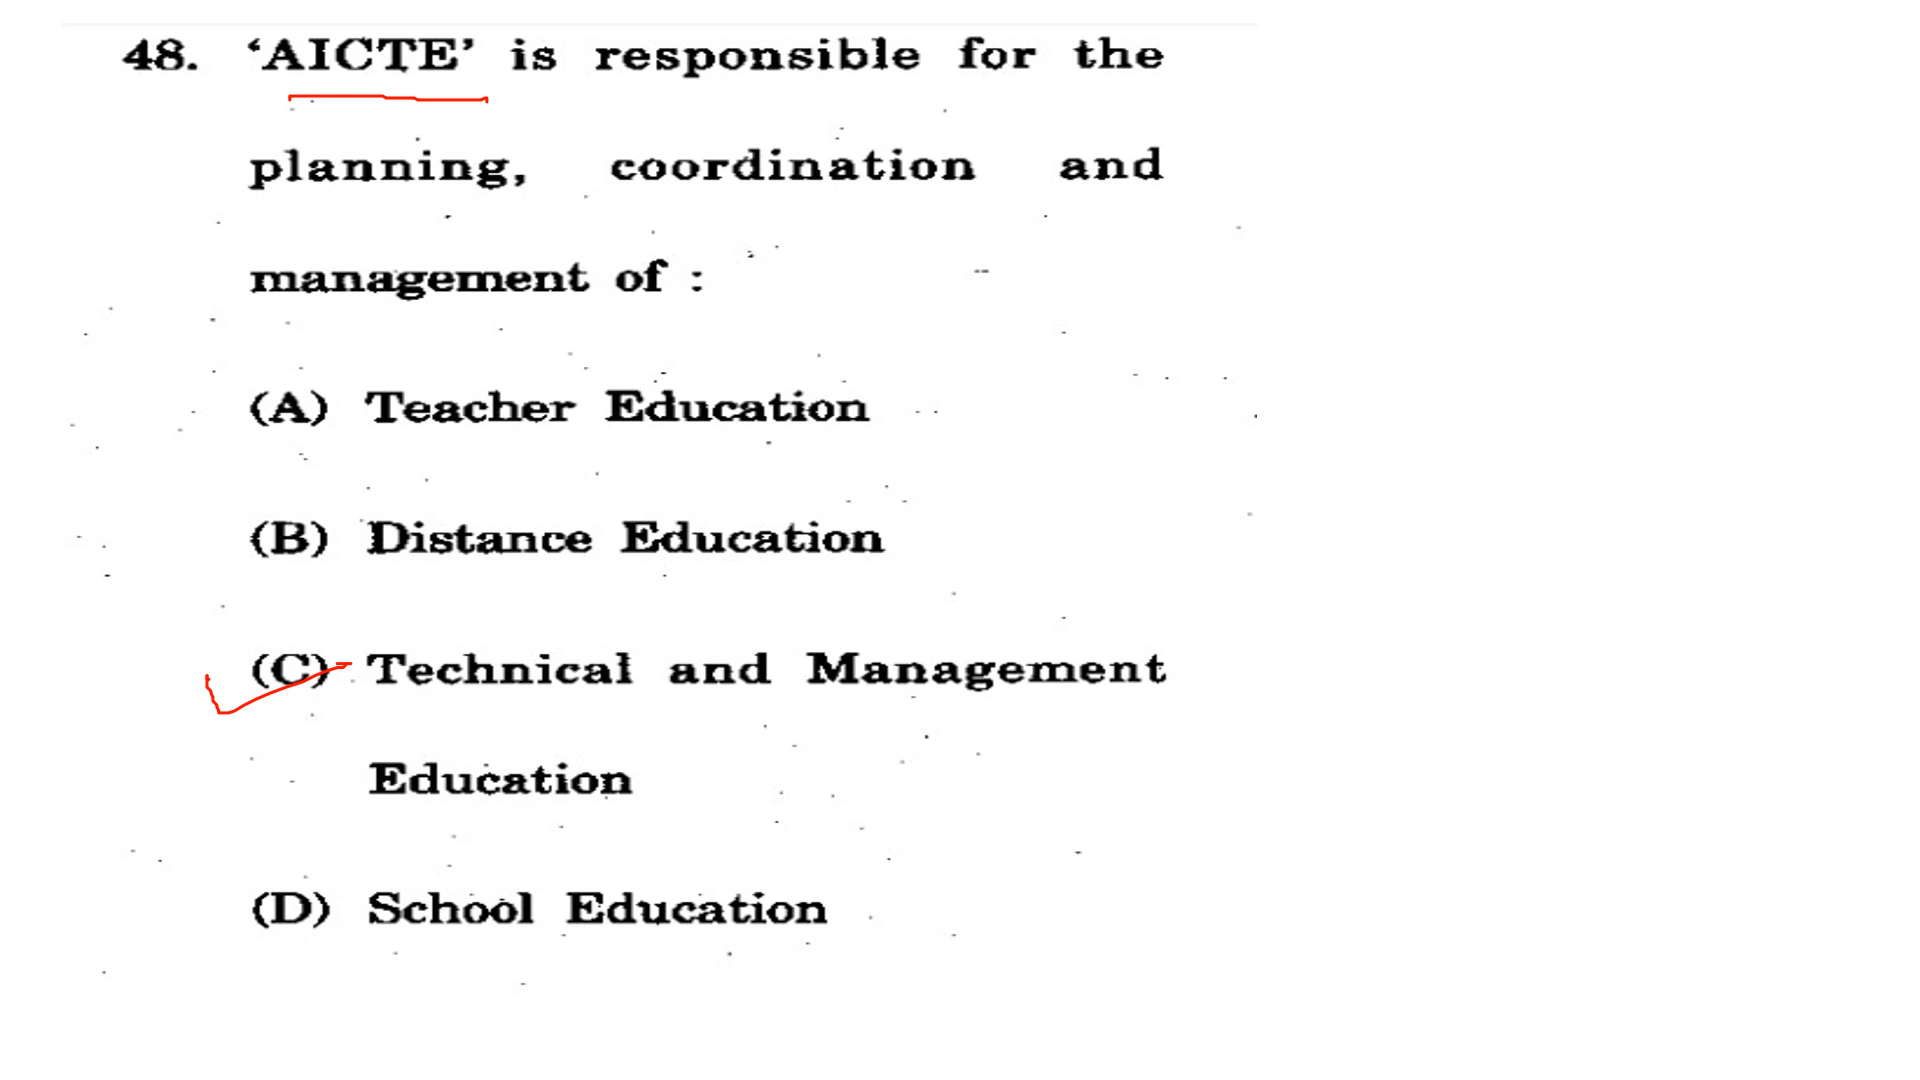 48. ‘AICTE’ is responsible for the
planning, coordination and
management of :
(A) Teacher Education
(B) Distance Education
(C) Technical and Management
Education
(D) School Education